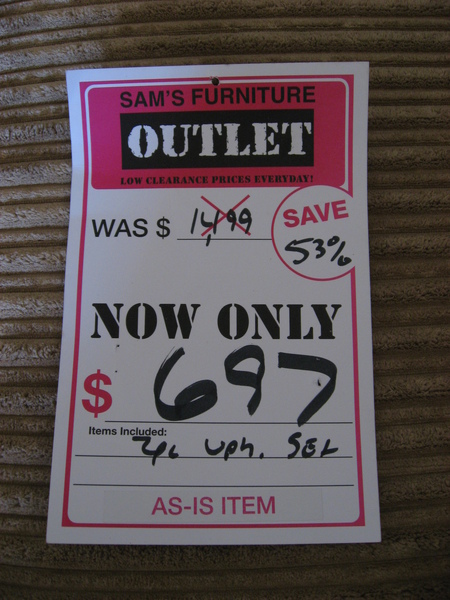 SAM'S FURNITURE
OUTLET
LOW CLEARANCE PRICES EVERYDAY!
WAS $ 1499
SAVE
53%
NOW ONLY
$ 697
Items Included:
uph. SEL
AS-IS ITEM